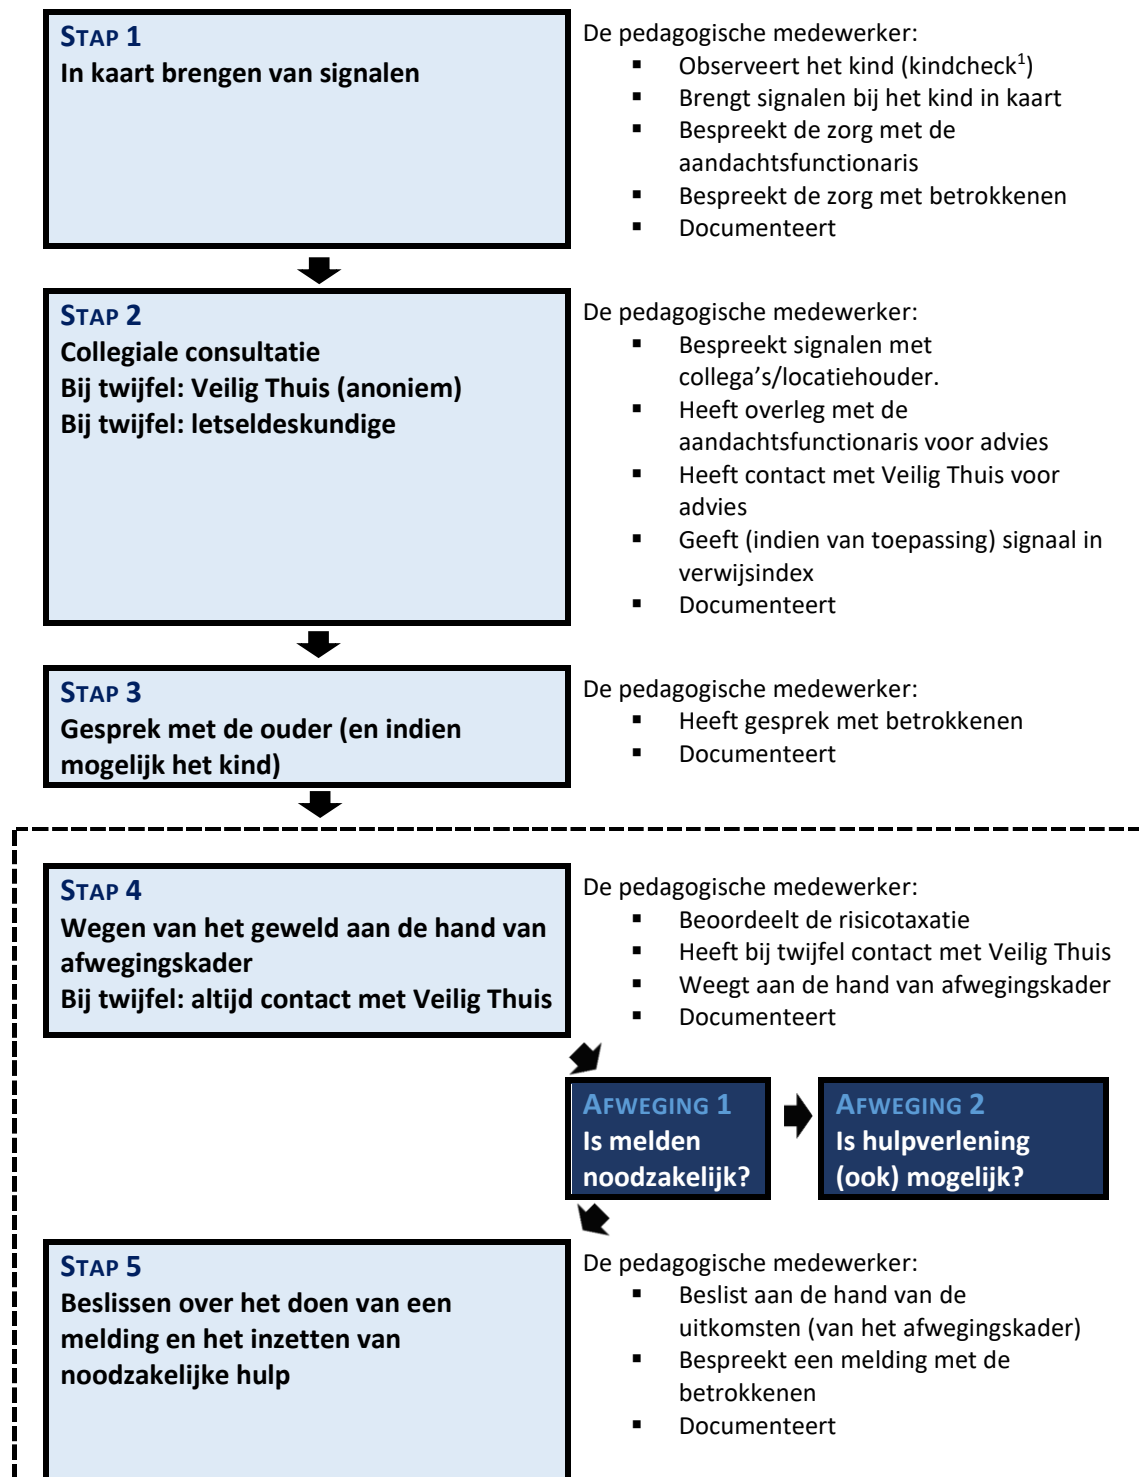 STAP 1
In kaart brengen van signalen
De pedagogische medewerker:
▪ Observeert het kind (kindcheck¹)
▪ Brengt signalen bij het kind in kaart
▪ Bespreekt de zorg met de
aandachtsfunctionaris
▪ Bespreekt de zorg met betrokkenen
▪ Documenteert
STAP 2
Collegiale consultatie
Bij twijfel: Veilig Thuis (anoniem)
Bij twijfel: letseldeskundige
De pedagogische medewerker:
▪ Bespreekt signalen met
collega’s/locatiehouder.
▪ Heeft overleg met de
aandachtsfunctionaris voor advies
▪ Heeft contact met Veilig Thuis voor
advies
▪ Geeft (indien van toepassing) signaal in
verwijsindex
▪ Documenteert
STAP 3
Gesprek met de ouder (en indien
mogelijk het kind)
De pedagogische medewerker:
▪ Heeft gesprek met betrokkenen
▪ Documenteert
STAP 4
Wegen van het geweld aan de hand van
afwegingskader
Bij twijfel: altijd contact met Veilig Thuis
De pedagogische medewerker:
▪ Beoordeelt de risicotaxatie
▪ Heeft bij twijfel contact met Veilig Thuis
▪ Weegt aan de hand van afwegingskader
▪ Documenteert
AFWEGING 1
Is melden
noodzakelijk?
AFWEGING 2
Is hulpverlening
(ook) mogelijk?
STAP 5
Beslissen over het doen van een
melding en het inzetten van
noodzakelijke hulp
De pedagogische medewerker:
▪ Beslist aan de hand van de
uitkomsten (van het afwegingskader)
▪ Bespreekt een melding met de
betrokkenen
▪ Documenteert